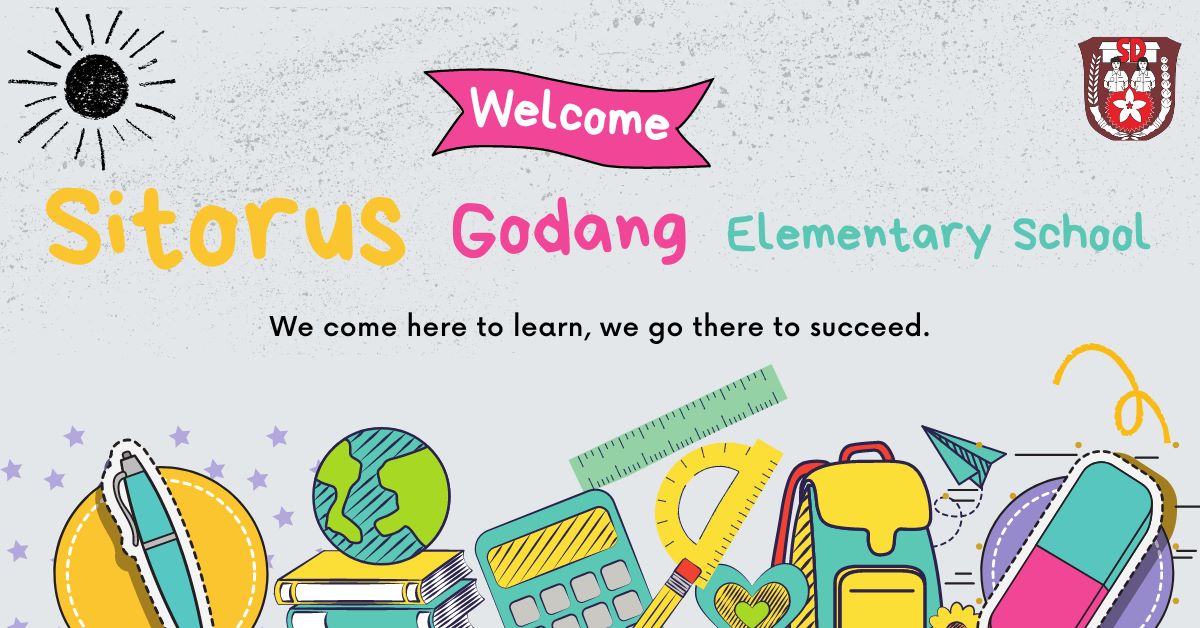 SD
Welcome
Sitorus Godang Elementary School
We come here to learn, we go there to succeed.